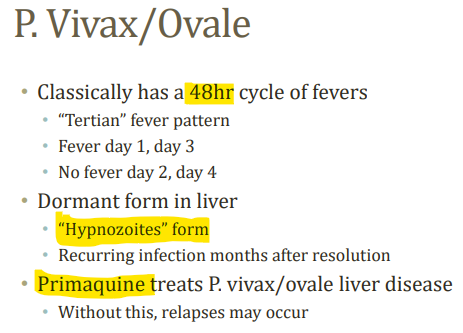 P. Vivax/Ovale
• Classically has a 48hr cycle of fevers
• “Tertian” fever pattern
• Fever day 1, day 3
• No fever day 2, day 4
• Dormant form in liver
• “Hypnozoites” form
• Recurring infection months after resolution
• Primaquine treats P. vivax/ovale liver disease
• Without this, relapses may occur